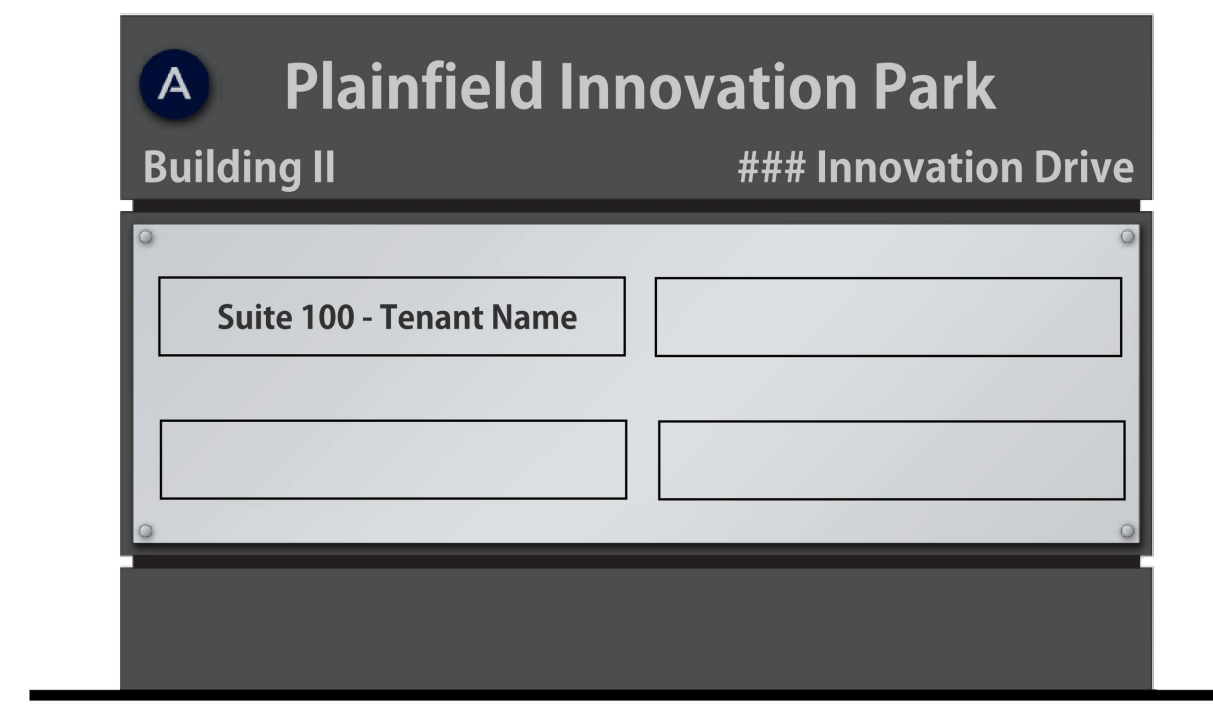 A
Plainfield Innovation Park
Building II
### Innovation Drive
Suite 100 - Tenant Name